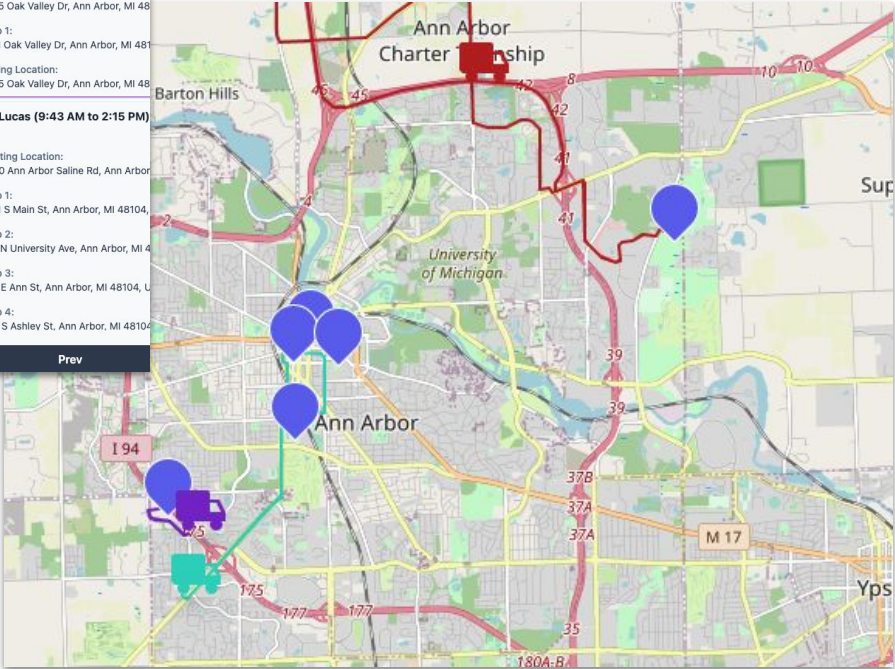 5 Oak Valley Dr, Ann Arbor, MI 48
1:
Oak Valley Dr, Ann Arbor, MI 481
ing Location:
5 Oak Valley Dr, Ann Arbor, MI 48
Lucas (9:43 AM to 2:15 PM)
ting Location:
0 Ann Arbor Saline Rd, Ann Arbor
1:
S Main St, Ann Arbor, MI 48104,
2:
N University Ave, Ann Arbor, MI 4
3:
E Ann St, Ann Arbor, MI 48104, U
4:
S Ashley St, Ann Arbor, MI 48104
Prev
Ann Arbor
Charter Township
42
8
10
10
45
46
Barton Hills
42
41
4
Sup
2
41
University
of Michigan
39
39
Ann Arbor
I 94
37B
37A
37A
M 17
175
175
Yps
177
177
35
180A-B